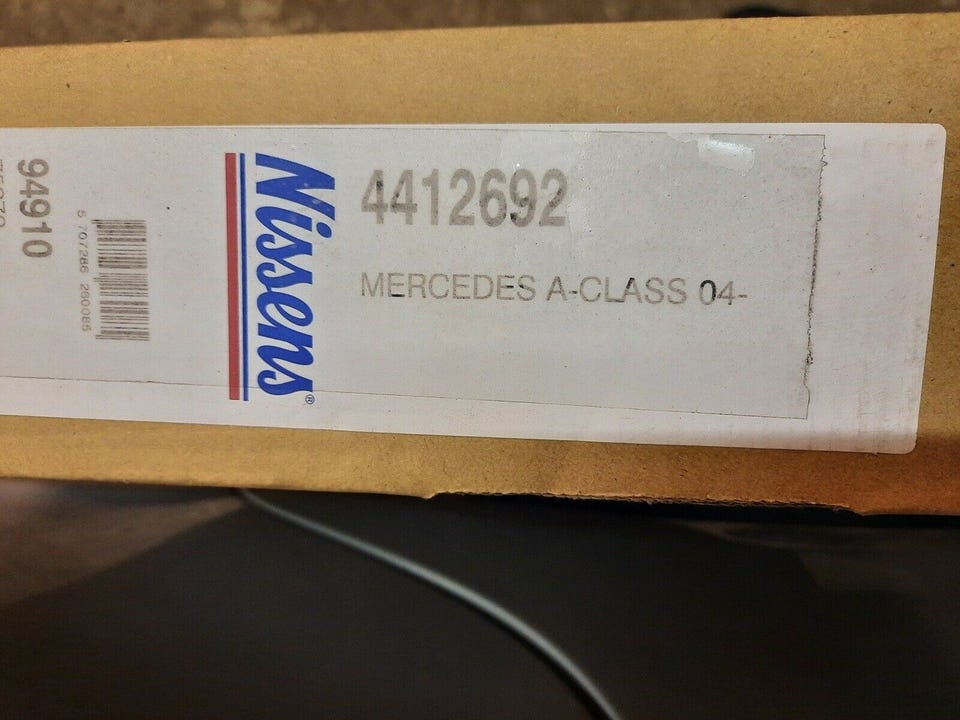 94910
5 707286 260085
Nissens®
4412692
MERCEDES A-CLASS 04-